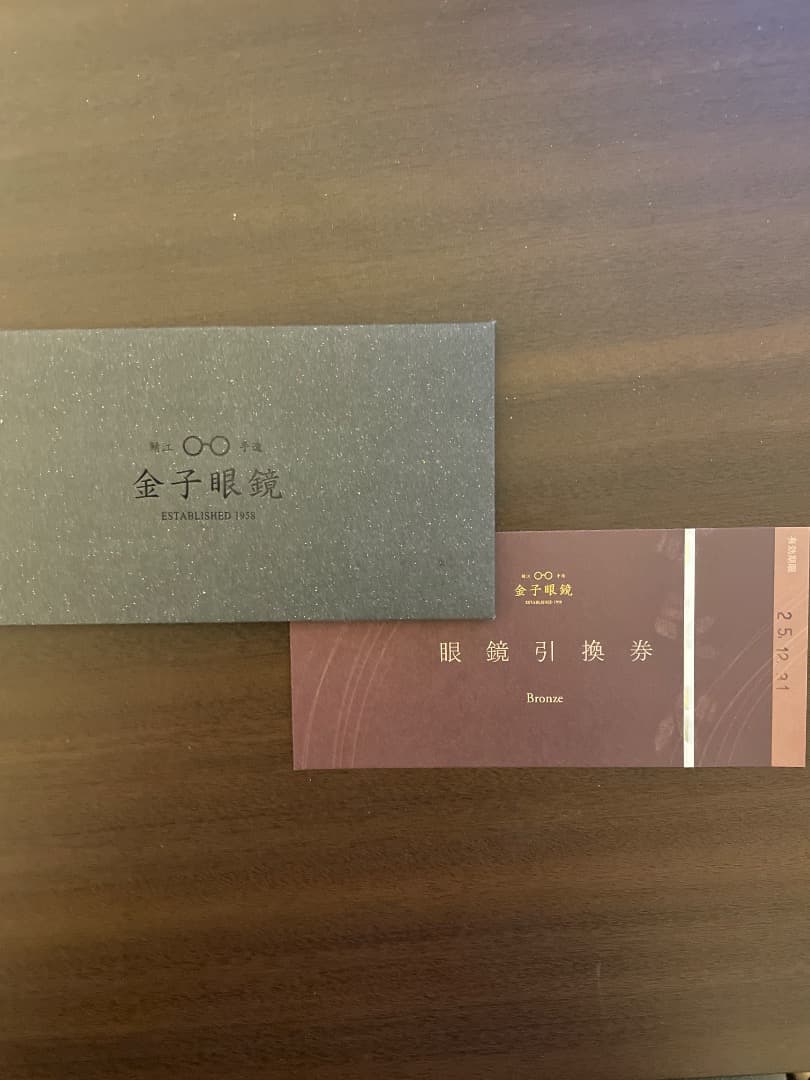 鯖江 手造
金子眼鏡
ESTABLISHED 1958
鯖江 手造
金子眼鏡
ESTABLISHED 1958
眼鏡引換券
Bronze
有効期限
25.12.31